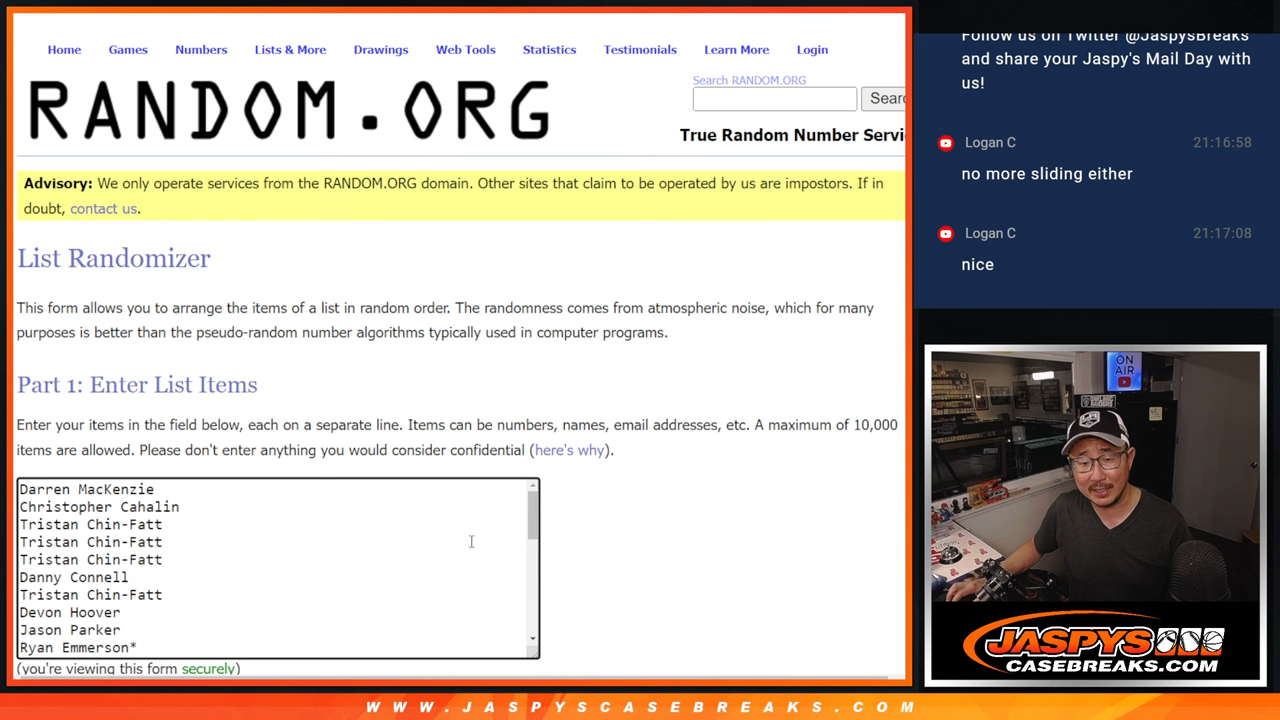 Home Games Numbers Lists & More Drawings Web Tools Statistics Testimonials Learn More Login
RANDOM.ORG
Search RANDOM.ORG
Searc
True Random Number Servi
Advisory: We only operate services from the RANDOM.ORG domain. Other sites that claim to be operated by us are impostors. If in
doubt, contact us.
List Randomizer
This form allows you to arrange the items of a list in random order. The randomness comes from atmospheric noise, which for many
purposes is better than the pseudo-random number algorithms typically used in computer programs.
Part 1: Enter List Items
Enter your items in the field below, each on a separate line. Items can be numbers, names, email addresses, etc. A maximum of 10,000
items are allowed. Please don't enter anything you would consider confidential (here's why).
Darren MacKenzie
Christopher Cahalin
Tristan Chin-Fatt
Tristan Chin-Fatt
Tristan Chin-Fatt
Danny Connell
Tristan Chin-Fatt
Devon Hoover
Jason Parker
Ryan Emmerson*
(you're viewing this form securely)
Follow us on Twitter @JaspysBreaks
and share your Jaspy's Mail Day with
us!
Logan C 21:16:58
no more sliding either
Logan C 21:17:08
nice
ON
AIR
JASPYS
CASEBREAKS.COM
WWW.JASPYSCASEBREAKS.COM